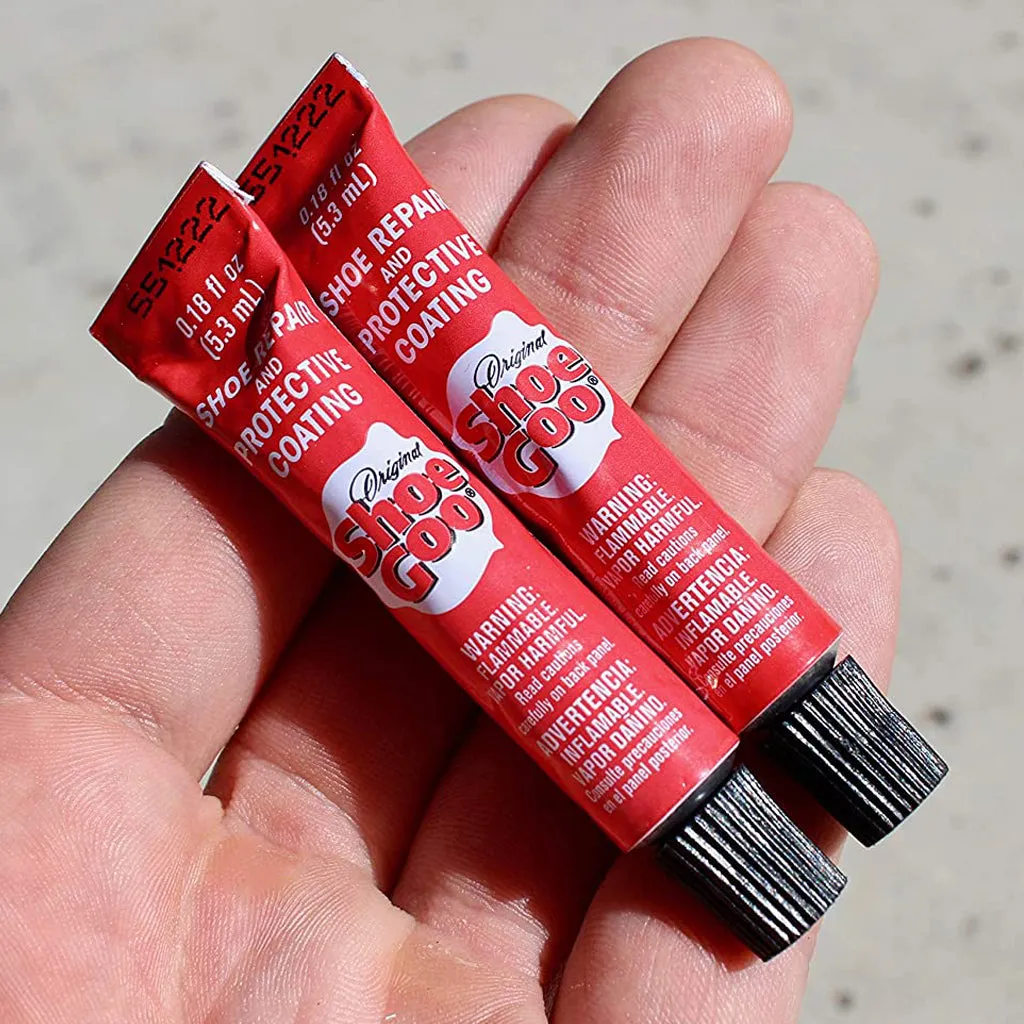 551222
0.18 fl oz
(5.3 mL)
SHOE REPAIR
AND
PROTECTIVE
COATING
Original
Shoe
Goo®
WARNING:
FLAMMABLE.
VAPOR HARMFUL
Read cautions
carefully on back panel.
ADVERTENCIA:
INFLAMABLE.
VAPOR DAÑINO.
Consulte precauciones
en el panel posterior.
551222
0.18 fl oz
(5.3 mL)
SHOE REPAIR
AND
PROTECTIVE
COATING
Original
Shoe
Goo®
WARNING:
FLAMMABLE
VAPOR HARMFUL
Read cautions
carefully on back panel
ADVERTENCIA:
INFLAMABLE.
VAPOR DAÑINO.
Consulte precauciones
en el panel posterior.